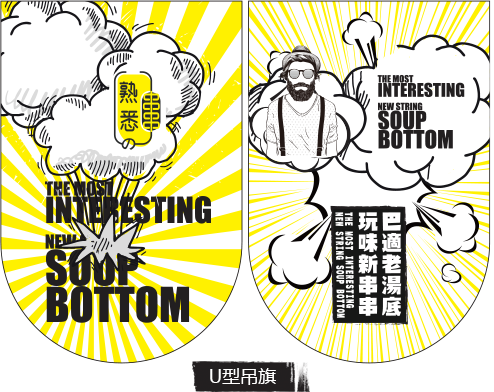 熟悉の
串串
THE MOST
INTERESTING
NEW
SOUP
BOTTOM
THE MOST
INTERESTING
NEW STRING
SOUP
BOTTOM
巴適老湯底
玩味新串串
THE MOST INTERESTING
NEW STRING SOUP BOTTOM
U型吊旗